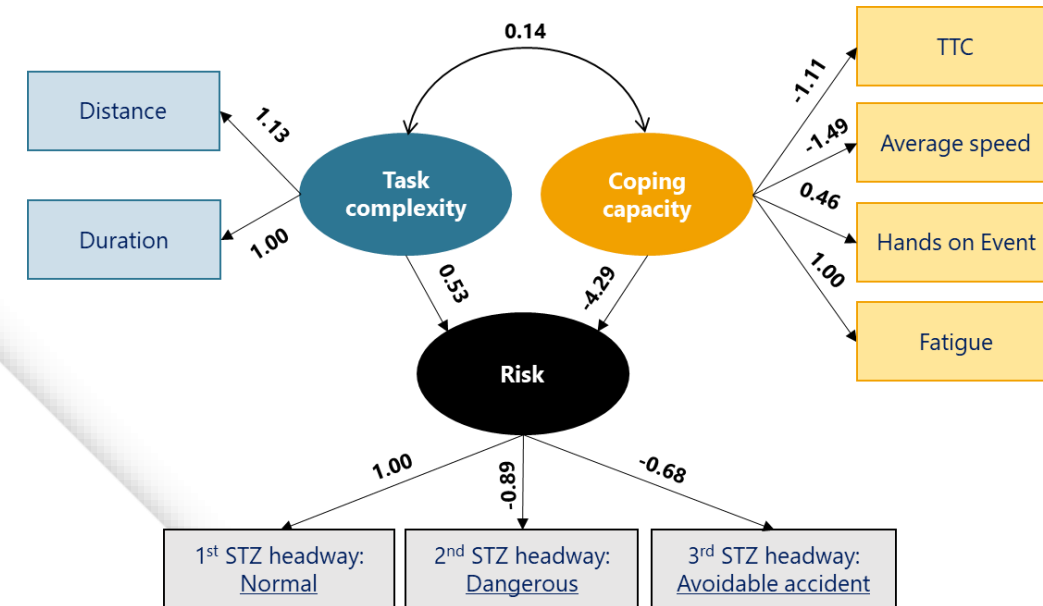 0.14
TTC
Distance
1.13
-1.11
-1.49
Average speed
Task
complexity
Coping
capacity
0.46
Hands on Event
Duration
1.00
1.00
0.53
-4.29
Fatigue
Risk
1.00
-0.89
-0.68
1st STZ headway:
Normal
2nd STZ headway:
Dangerous
3rd STZ headway:
Avoidable accident